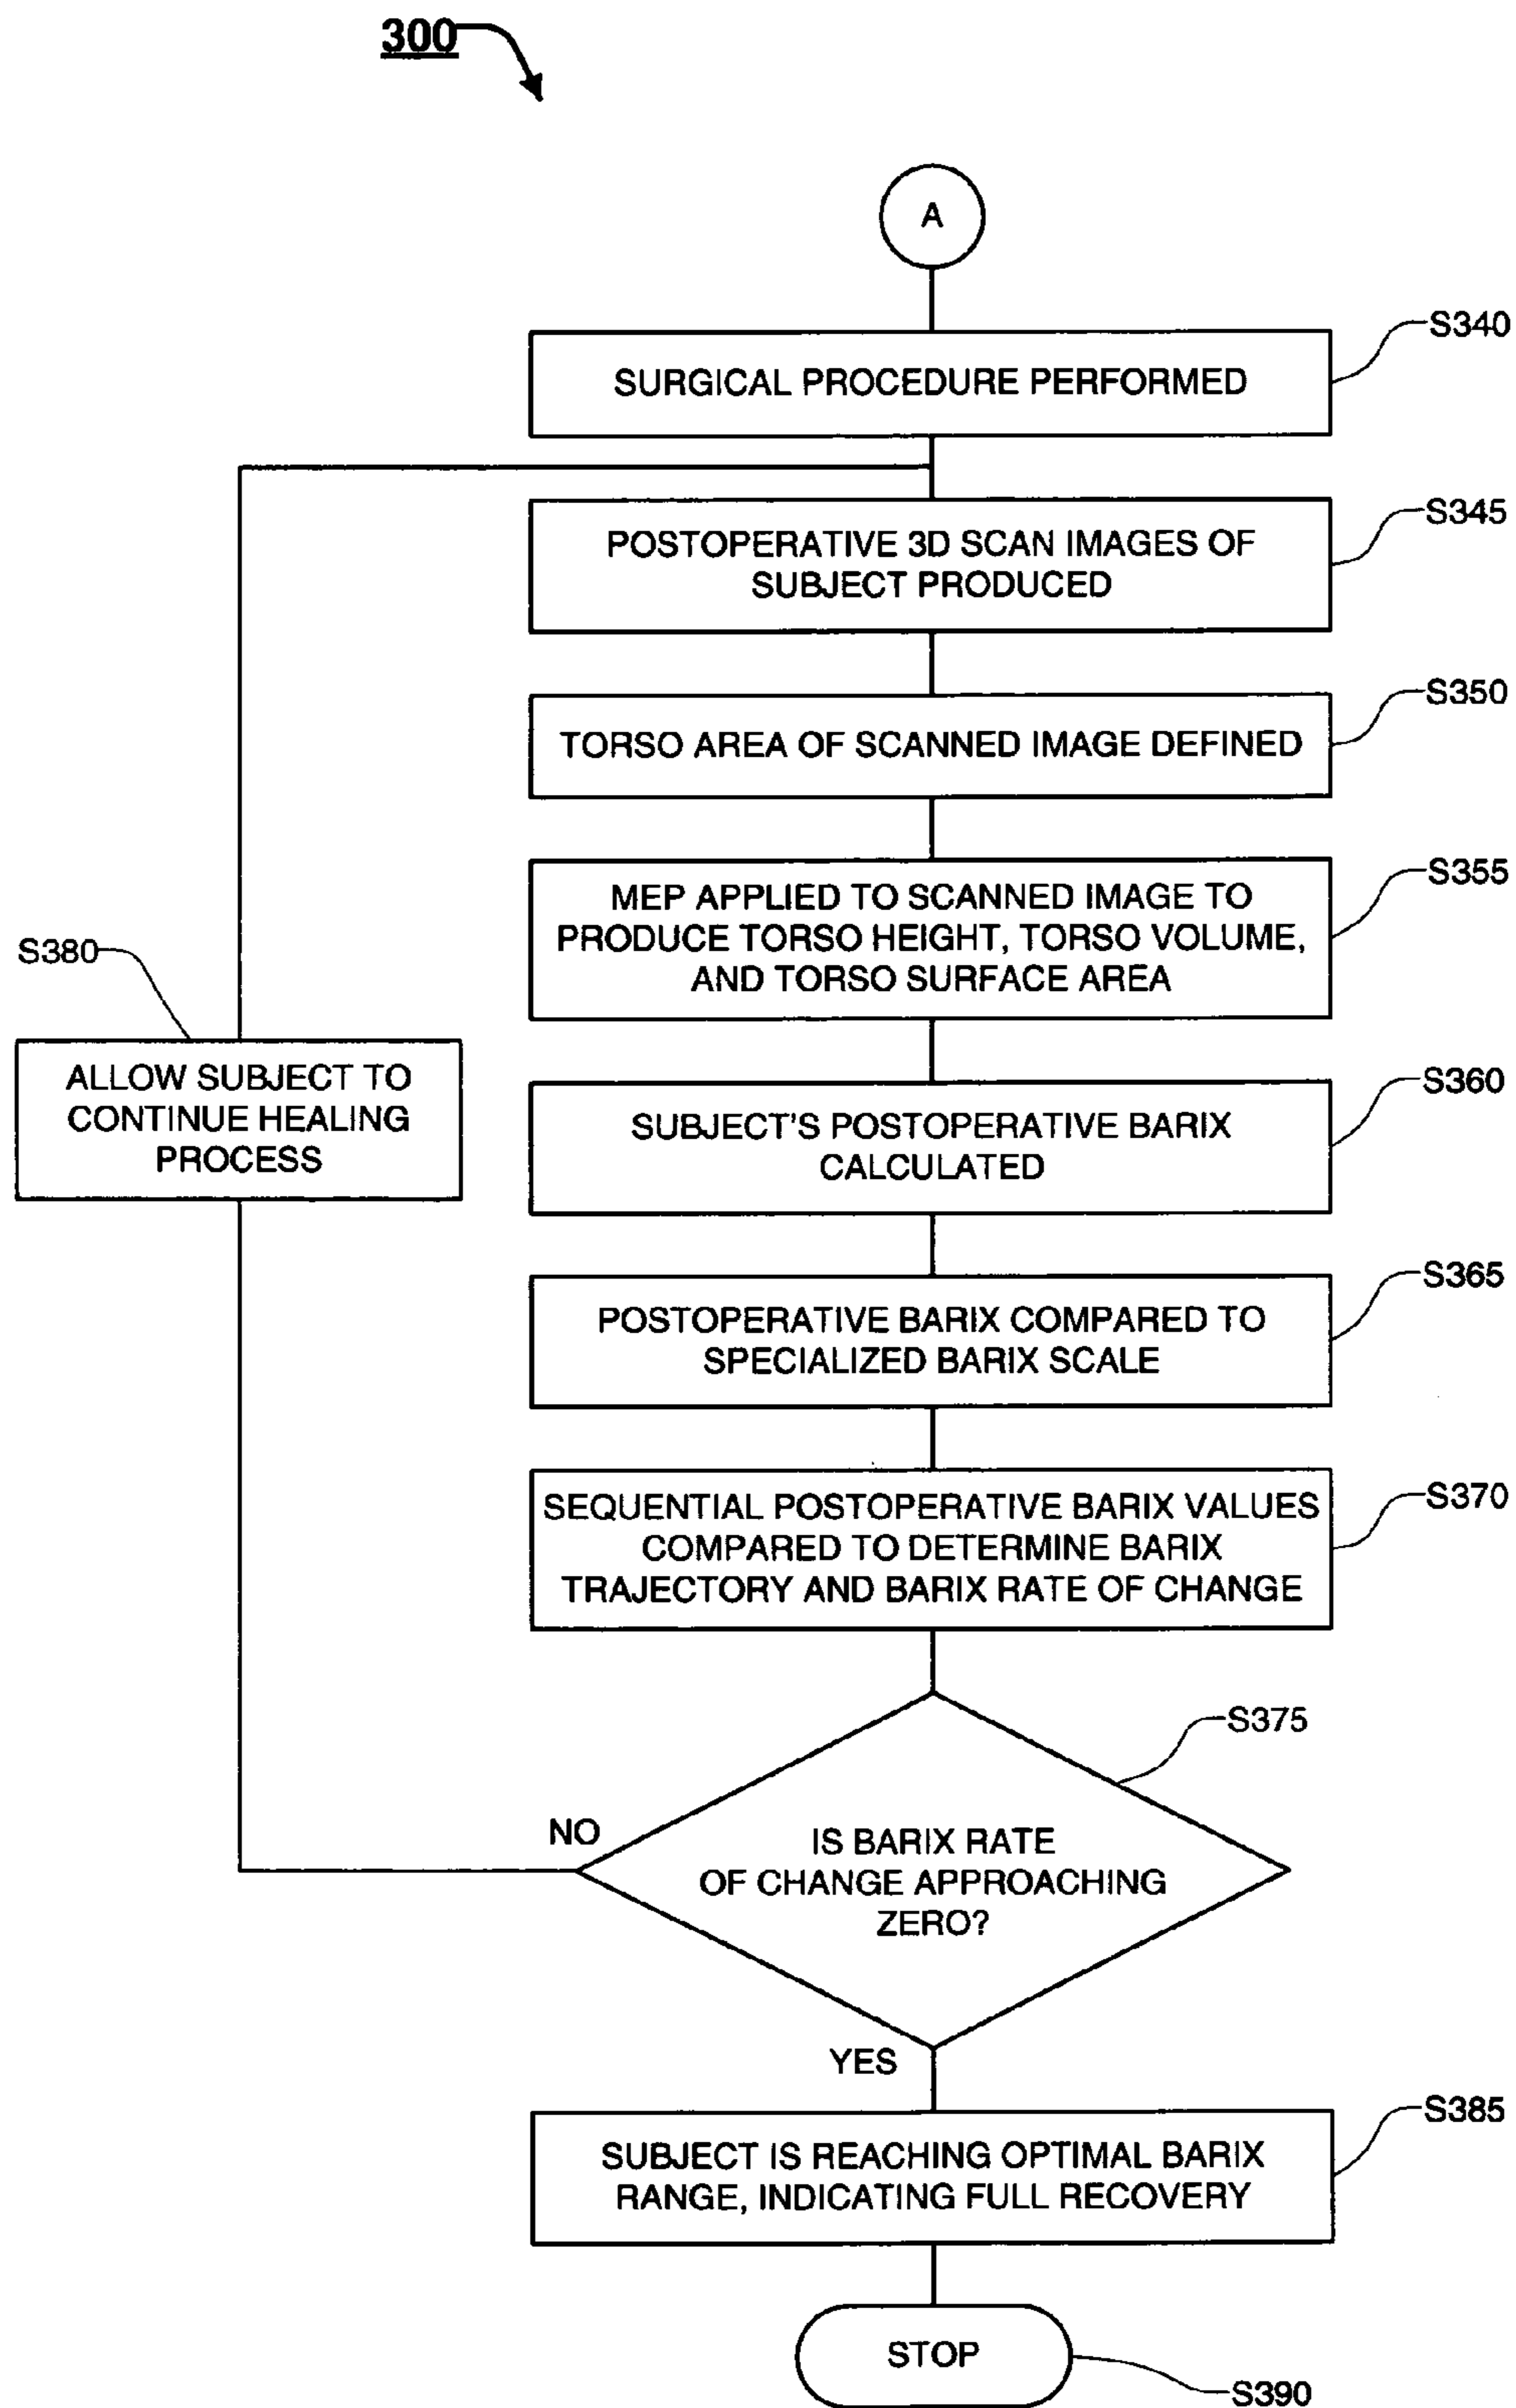 300
A
S340
SURGICAL PROCEDURE PERFORMED
S345
POSTOPERATIVE 3D SCAN IMAGES OF
SUBJECT PRODUCED
S350
TORSO AREA OF SCANNED IMAGE DEFINED
S355
MEP APPLIED TO SCANNED IMAGE TO
PRODUCE TORSO HEIGHT, TORSO VOLUME,
AND TORSO SURFACE AREA
S380
ALLOW SUBJECT TO
CONTINUE HEALING
PROCESS
S360
SUBJECT'S POSTOPERATIVE BARIX
CALCULATED
S365
POSTOPERATIVE BARIX COMPARED TO
SPECIALIZED BARIX SCALE
S370
SEQUENTIAL POSTOPERATIVE BARIX VALUES
COMPARED TO DETERMINE BARIX
TRAJECTORY AND BARIX RATE OF CHANGE
S375
NO
IS BARIX RATE
OF CHANGE APPROACHING
ZERO?
YES
S385
SUBJECT IS REACHING OPTIMAL BARIX
RANGE, INDICATING FULL RECOVERY
STOP
S390